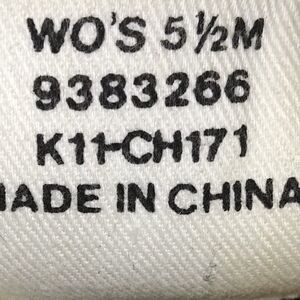 WO'S 5½M
9383266
K11-CH171
MADE IN CHINA